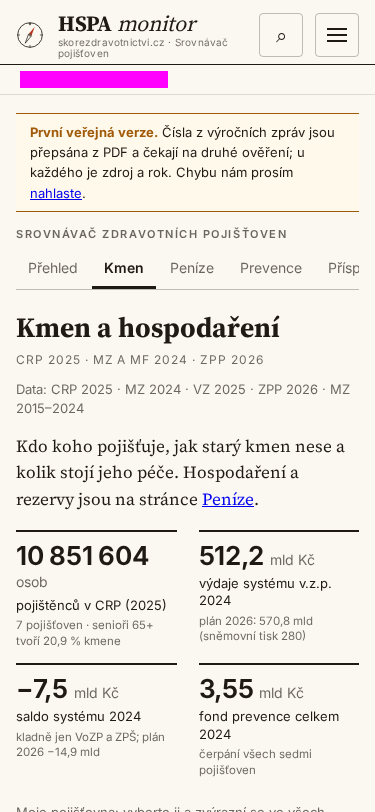 HSPA monitor
skorezdravotnictvi.cz · Srovnávač
pojišťoven
První veřejná verze. Čísla z výročních zpráv jsou
přepsána z PDF a čekají na druhé ověření; u
každého je zdroj a rok. Chybu nám prosím
nahlaste.
SROVNÁVAČ ZDRAVOTNÍCH POJIŠŤOVEN
Přehled Kmen Peníze Prevence Přísp
Kmen a hospodaření
CRP 2025 · MZ A MF 2024 · ZPP 2026
Data: CRP 2025 · MZ 2024 · VZ 2025 · ZPP 2026 · MZ
2015–2024
Kdo koho pojišťuje, jak starý kmen nese a
kolik stojí jeho péče. Hospodaření a
rezervy jsou na stránce Peníze.
10 851 604
osob
pojištěnců v CRP (2025)
7 pojišťoven · senioři 65+
tvoří 20,9 % kmene
512,2 mld Kč
výdaje systému v.z.p.
2024
plán 2026: 570,8 mld
(sněmovní tisk 280)
−7,5 mld Kč
saldo systému 2024
kladně jen VoZP a ZPŠ; plán
2026 −14,9 mld
3,55 mld Kč
fond prevence celkem
2024
čerpání všech sedmi
pojišťoven